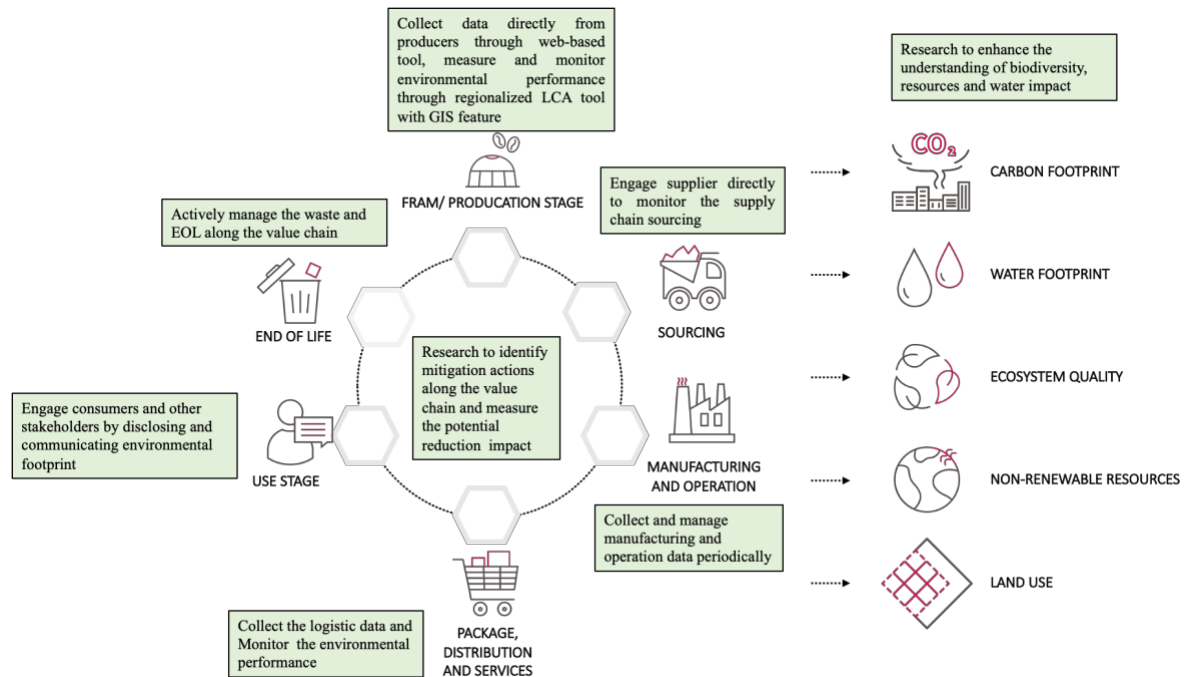 Collect data directly from
producers through web-based
tool, measure and monitor
environmental performance
through regionalized LCA tool
with GIS feature
FRAM/ PRODUCATION STAGE
Research to enhance the
understanding of biodiversity,
resources and water impact
Engage supplier directly
to monitor the supply
chain sourcing
SOURCING
Actively manage the waste and
EOL along the value chain
END OF LIFE
Research to identify
mitigation actions
along the value
chain and measure
the potential
reduction impact
Engage consumers and other
stakeholders by disclosing and
communicating environmental
footprint
USE STAGE
MANUFACTURING
AND OPERATION
Collect and manage
manufacturing and
operation data periodically
Collect the logistic data and
Monitor the environmental
performance
PACKAGE,
DISTRIBUTION
AND SERVICES
CO₂
CARBON FOOTPRINT
WATER FOOTPRINT
ECOSYSTEM QUALITY
NON-RENEWABLE RESOURCES
LAND USE